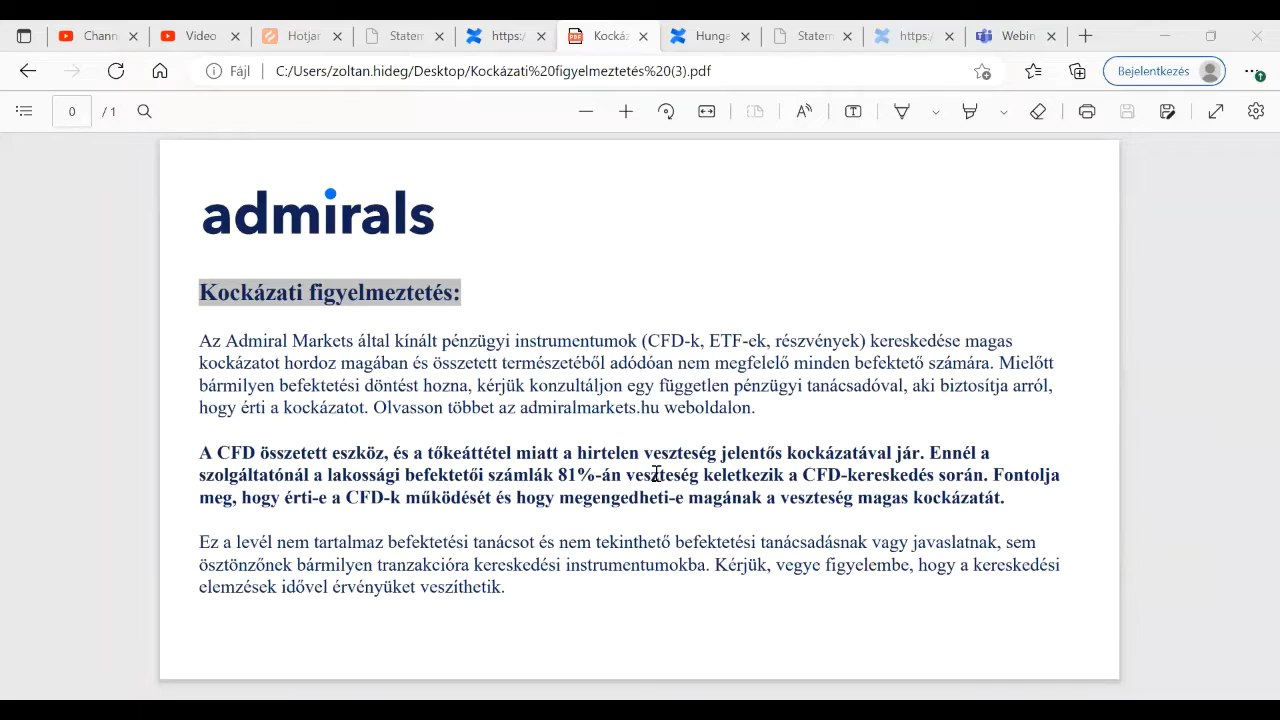 Chann
Video
Hotjar
Statem
https:/
Kockáz
Hunga
Statem
https:/
Webin
Fájl
C:/Users/zoltan.hideg/Desktop/Kockázati%20figyelmeztetés%20(3).pdf
Bejelentkezés
0 / 1
admirals
Kockázati figyelmeztetés:
Az Admiral Markets által kínált pénzügyi instrumentumok (CFD-k, ETF-ek, részvények) kereskedése magas
kockázatot hordoz magában és összetett természetéből adódóan nem megfelelő minden befektető számára. Mielőtt
bármilyen befektetési döntést hozna, kérjük konzultáljon egy független pénzügyi tanácsadóval, aki biztosítja arról,
hogy érti a kockázatot. Olvasson többet az admiralmarkets.hu weboldalon.
A CFD összetett eszköz, és a tőkeáttétel miatt a hirtelen veszteség jelentős kockázatával jár. Ennél a
szolgáltatónál a lakossági befektetői számlák 81%-án veszteség keletkezik a CFD-kereskedés során. Fontolja
meg, hogy érti-e a CFD-k működését és hogy megengedheti-e magának a veszteség magas kockázatát.
Ez a levél nem tartalmaz befektetési tanácsot és nem tekinthető befektetési tanácsadásnak vagy javaslatnak, sem
ösztönzőnek bármilyen tranzakcióra kereskedési instrumentumokba. Kérjük, vegye figyelembe, hogy a kereskedési
elemzések idővel érvényüket veszíthetik.